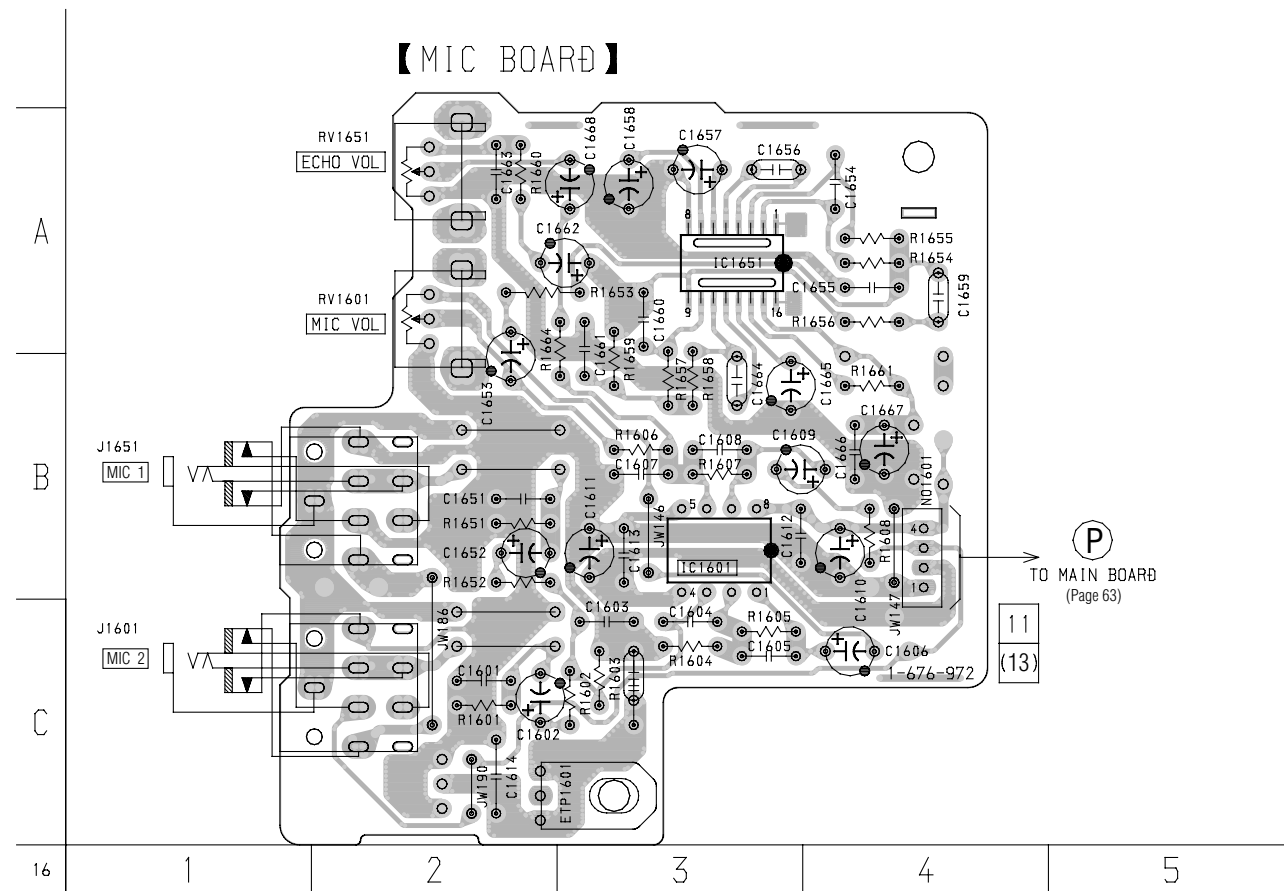 【MIC BOARD】
RV1651
ECHO VOL
C1663
R1660
C1668
C1658
C1657
C1656
C1654
A
C1662
8
1
IC1651
R1655
R1654
C1655
C1659
RV1601
MIC VOL
R1653
C1660
9
16
R1656
R1664
C1661
R1659
C1653
R1657
R1658
C1664
C1665
R1661
C1667
J1651
MIC 1
B
R1606
C1608
C1609
C1607
R1607
C1666
NO1601
C1651
C1611
R1651
JW146
5
8
C1612
R1608
4
C1652
C1613
IC1601
R1652
4
1
C1610
JW147
1
P
TO MAIN BOARD
(Page 63)
J1601
MIC 2
JW186
C1603
C1604
R1605
R1604
C1605
C1606
11
(13)
1-676-972
C1601
R1602
R1603
R1601
C1602
C
JW190
C1614
ETP1601
16
1
2
3
4
5